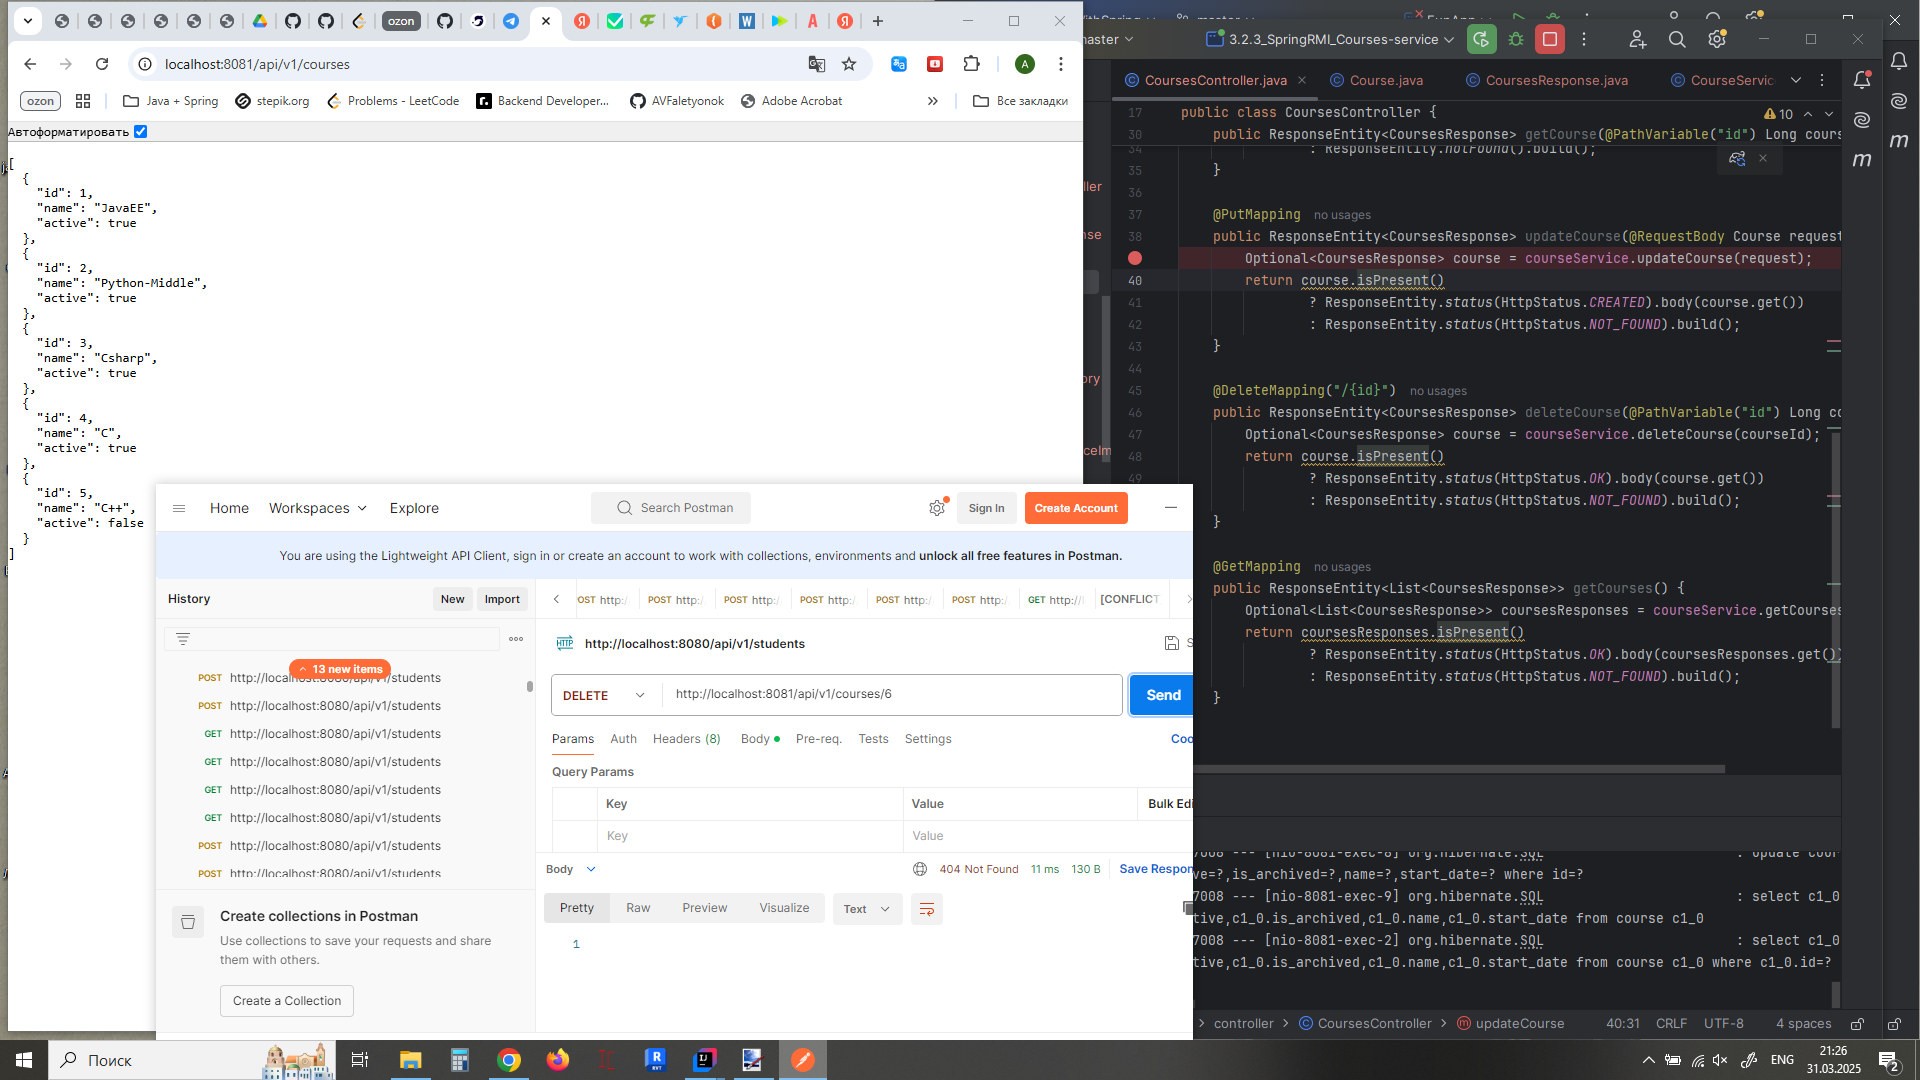 ozon
localhost:8081/api/v1/courses
ozon
Java + Spring
stepik.org
Problems - LeetCode
Backend Developer...
AVFaletyonok
Adobe Acrobat
Все закладки
Автоформатировать
[
{
"id": 1,
"name": "JavaEE",
"active": true
},
{
"id": 2,
"name": "Python-Middle",
"active": true
},
{
"id": 3,
"name": "Csharp",
"active": true
},
{
"id": 4,
"name": "C",
"active": true
},
{
"id": 5,
"name": "C++",
"active": false
}
]
Home
Workspaces
Explore
Search Postman
Sign In
Create Account
You are using the Lightweight API Client, sign in or create an account to work with collections, environments and unlock all free features in Postman.
History
New
Import
13 new items
POST http://localhost:8080/api/v1/students
POST http://localhost:8080/api/v1/students
GET http://localhost:8080/api/v1/students
GET http://localhost:8080/api/v1/students
GET http://localhost:8080/api/v1/students
GET http://localhost:8080/api/v1/students
POST http://localhost:8080/api/v1/students
POST http://localhost:8080/api/v1/students
Create collections in Postman
Use collections to save your requests and share
them with others.
Create a Collection
OST http:/
POST http:/
POST http:/
POST http:/
POST http:/
POST http:/
GET http://
[CONFLICT
http://localhost:8080/api/v1/students
DELETE
http://localhost:8081/api/v1/courses/6
Send
Params
Auth
Headers (8)
Body
Pre-req.
Tests
Settings
Coo
Query Params
Key
Value
Bulk Edi
Key
Value
Body
404 Not Found
11 ms
130 B
Save Respon
Pretty
Raw
Preview
Visualize
Text
1
master
3.2.3_SpringRMI_Courses-service
CoursesController.java
Course.java
CoursesResponse.java
CourseServic
10
17 public class CoursesController {
30 public ResponseEntity<CoursesResponse> getCourse(@PathVariable("id") Long cours
34 : ResponseEntity.notFound().build();
35 }
36
37 @PutMapping no usages
38 public ResponseEntity<CoursesResponse> updateCourse(@RequestBody Course request
Optional<CoursesResponse> course = courseService.updateCourse(request);
40 return course.isPresent()
41 ? ResponseEntity.status(HttpStatus.CREATED).body(course.get())
42 : ResponseEntity.status(HttpStatus.NOT_FOUND).build();
43 }
44
45 @DeleteMapping("/{id}") no usages
46 public ResponseEntity<CoursesResponse> deleteCourse(@PathVariable("id") Long co
47 Optional<CoursesResponse> course = courseService.deleteCourse(courseId);
48 return course.isPresent()
49 ? ResponseEntity.status(HttpStatus.OK).body(course.get())
: ResponseEntity.status(HttpStatus.NOT_FOUND).build();
}
@GetMapping no usages
public ResponseEntity<List<CoursesResponse>> getCourses() {
Optional<List<CoursesResponse>> coursesResponses = courseService.getCourses
return coursesResponses.isPresent()
? ResponseEntity.status(HttpStatus.OK).body(coursesResponses.get())
: ResponseEntity.status(HttpStatus.NOT_FOUND).build();
}
7008 --- [nio-8081-exec-8] org.hibernate.SQL : update cour
ve=?,is_archived=?,name=?,start_date=? where id=?
7008 --- [nio-8081-exec-9] org.hibernate.SQL : select c1_0
tive,c1_0.is_archived,c1_0.name,c1_0.start_date from course c1_0
7008 --- [nio-8081-exec-2] org.hibernate.SQL : select c1_0
tive,c1_0.is_archived,c1_0.name,c1_0.start_date from course c1_0 where c1_0.id=?
controller
CoursesController
updateCourse
40:31
CRLF
UTF-8
4 spaces
Поиск
ENG
21:26
31.03.2025
2